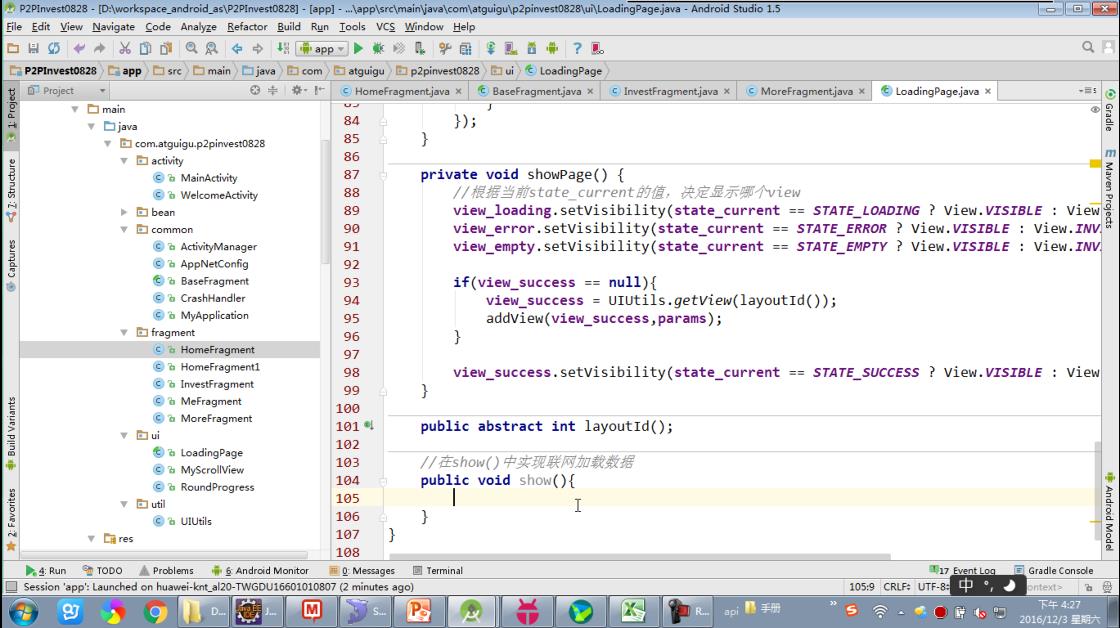 P2PInvest0828 - [D:\workspace_android_as\P2PInvest0828] - [app] - ...\app\src\main\java\com\atguigu\p2pinvest0828\ui\LoadingPage.java - Android Studio 1.5
File Edit View Navigate Code Analyze Refactor Build Run Tools VCS Window Help
app
P2PInvest0828 app src main java com atguigu p2pinvest0828 ui LoadingPage
Project
HomeFragment.java BaseFragment.java InvestFragment.java MoreFragment.java LoadingPage.java
1: Project
7: Structure
Captures
Build Variants
2: Favorites
main
java
com.atguigu.p2pinvest0828
activity
MainActivity
WelcomeActivity
bean
common
ActivityManager
AppNetConfig
BaseFragment
CrashHandler
MyApplication
fragment
HomeFragment
HomeFragment1
InvestFragment
MeFragment
MoreFragment
ui
LoadingPage
MyScrollView
RoundProgress
util
UIUtils
res
83 }
84 });
85 }
86
87 private void showPage() {
88 //根据当前state_current的值，决定显示哪个view
89 view_loading.setVisibility(state_current == STATE_LOADING ? View.VISIBLE : View
90 view_error.setVisibility(state_current == STATE_ERROR ? View.VISIBLE : View.INV
91 view_empty.setVisibility(state_current == STATE_EMPTY ? View.VISIBLE : View.INV
92
93 if(view_success == null){
94 view_success = UIUtils.getView(layoutId());
95 addView(view_success,params);
96 }
97
98 view_success.setVisibility(state_current == STATE_SUCCESS ? View.VISIBLE : View
99 }
100
101 public abstract int layoutId();
102
103 //在show()中实现联网加载数据
104 public void show(){
105
106 }
107 }
108
Gradle
Maven Projects
Android Model
4: Run TODO Problems 6: Android Monitor 0: Messages Terminal 17 Event Log Gradle Console
Session 'app': Launched on huawei-knt_al20-TWGDU16601010807 (2 minutes ago) 105:9 CRLF÷ UTF-8÷ ontext>
中
D... J... S... R... api 手册
下午 4:27
2016/12/3 星期六